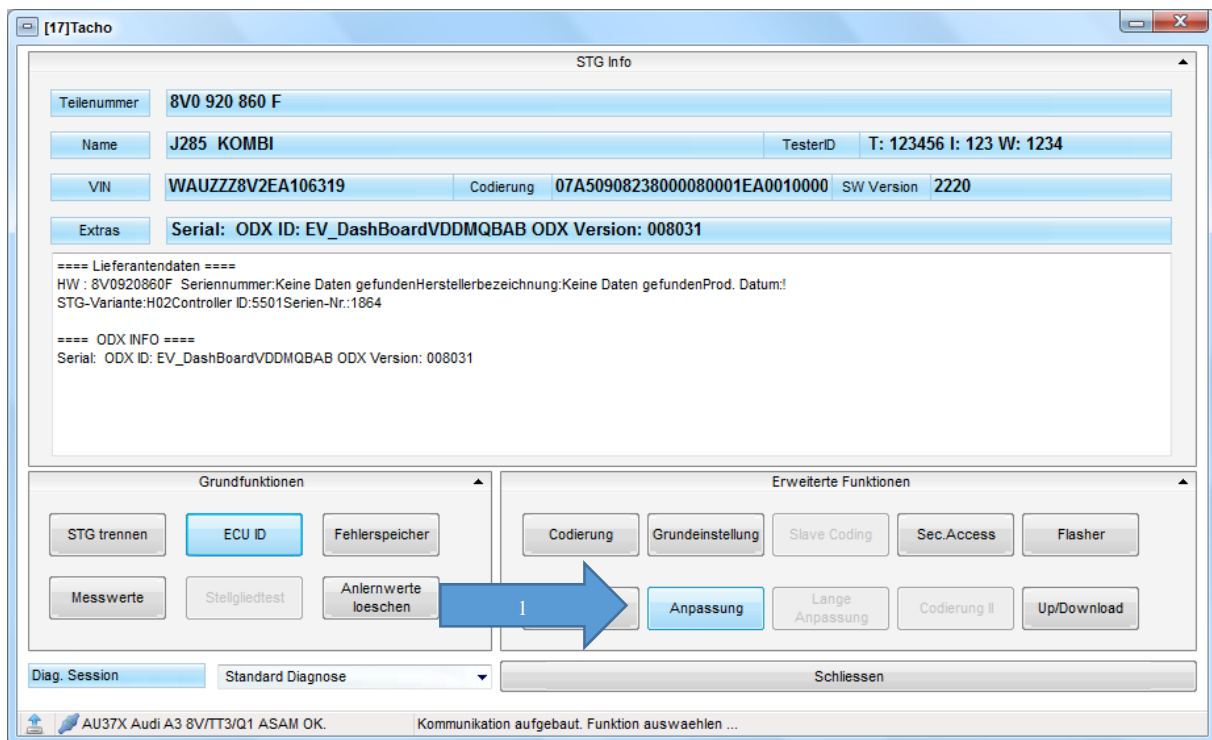 [17]Tacho
STG Info
Teilenummer 8V0 920 860 F
Name J285 KOMBI TesterID T: 123456 I: 123 W: 1234
VIN WAUZZZ8V2EA106319 Codierung 07A50908238000080001EA0010000 SW Version 2220
Extras Serial: ODX ID: EV_DashBoardVDDMQBAB ODX Version: 008031
==== Lieferantendaten ====
HW : 8V0920860F Seriennummer:Keine Daten gefundenHerstellerbezeichnung:Keine Daten gefundenProd. Datum:!
STG-Variante:H02Controller ID:5501Serien-Nr.:1864
==== ODX INFO ====
Serial: ODX ID: EV_DashBoardVDDMQBAB ODX Version: 008031
Grundfunktionen
STG trennen ECU ID Fehlerspeicher
Messwerte Stellgliedtest Anlernwerte loeschen
Erweiterte Funktionen
Codierung Grundeinstellung Slave Coding Sec.Access Flasher
1 Anpassung Lange Anpassung Codierung II Up/Download
Diag. Session Standard Diagnose Schliessen
AU37X Audi A3 8V/TT3/Q1 ASAM OK. Kommunikation aufgebaut. Funktion auswaehlen ...